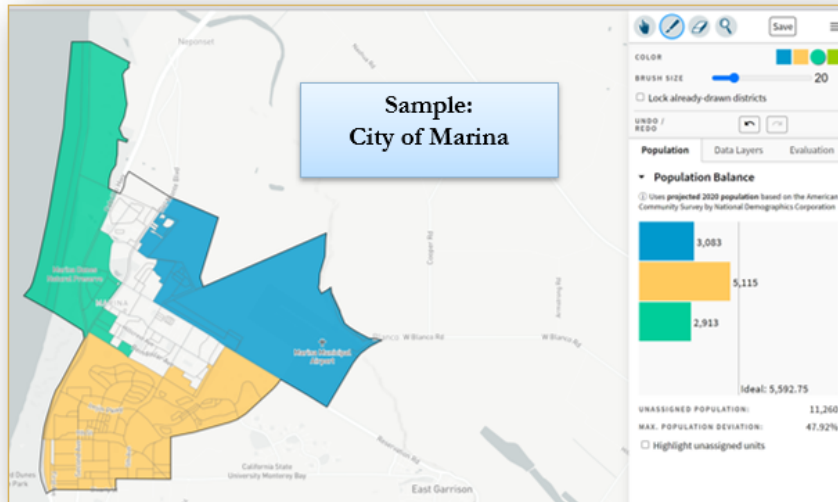 Neponset
Sample:
City of Marina
Nashua Rd
Cooper Rd
Armstrong Rd
Marina Dunes
Natural Preserve
MARINA
Marina Municipal
Airport
Blanco
W Blanco Rd
W Blanco Rd
Reservation Rd
California State
University Monterey Bay
East Garrison
d Dunes
Park
Save
COLOR
BRUSH SIZE
20
Lock already-drawn districts
UNDO /
REDO
Population
Data Layers
Evaluation
Population Balance
Uses projected 2020 population based on the American
Community Survey by National Demographics Corporation
3,083
5,115
2,913
Ideal: 5,592.75
UNASSIGNED POPULATION:
11,260
MAX. POPULATION DEVIATION:
47.92%
Highlight unassigned units